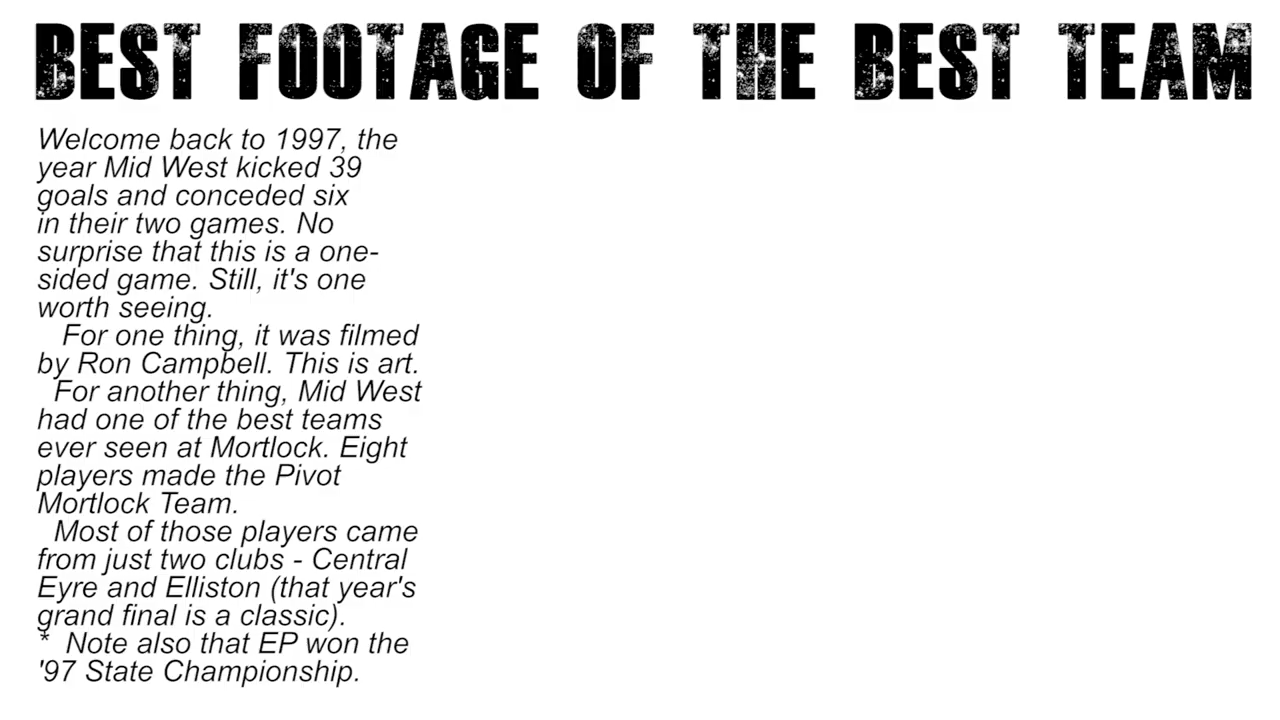 BEST FOOTAGE OF THE BEST TEAM
Welcome back to 1997, the
year Mid West kicked 39
goals and conceded six
in their two games. No
surprise that this is a one-
sided game. Still, it's one
worth seeing.
For one thing, it was filmed
by Ron Campbell. This is art.
For another thing, Mid West
had one of the best teams
ever seen at Mortlock. Eight
players made the Pivot
Mortlock Team.
Most of those players came
from just two clubs - Central
Eyre and Elliston (that year's
grand final is a classic).
* Note also that EP won the
'97 State Championship.